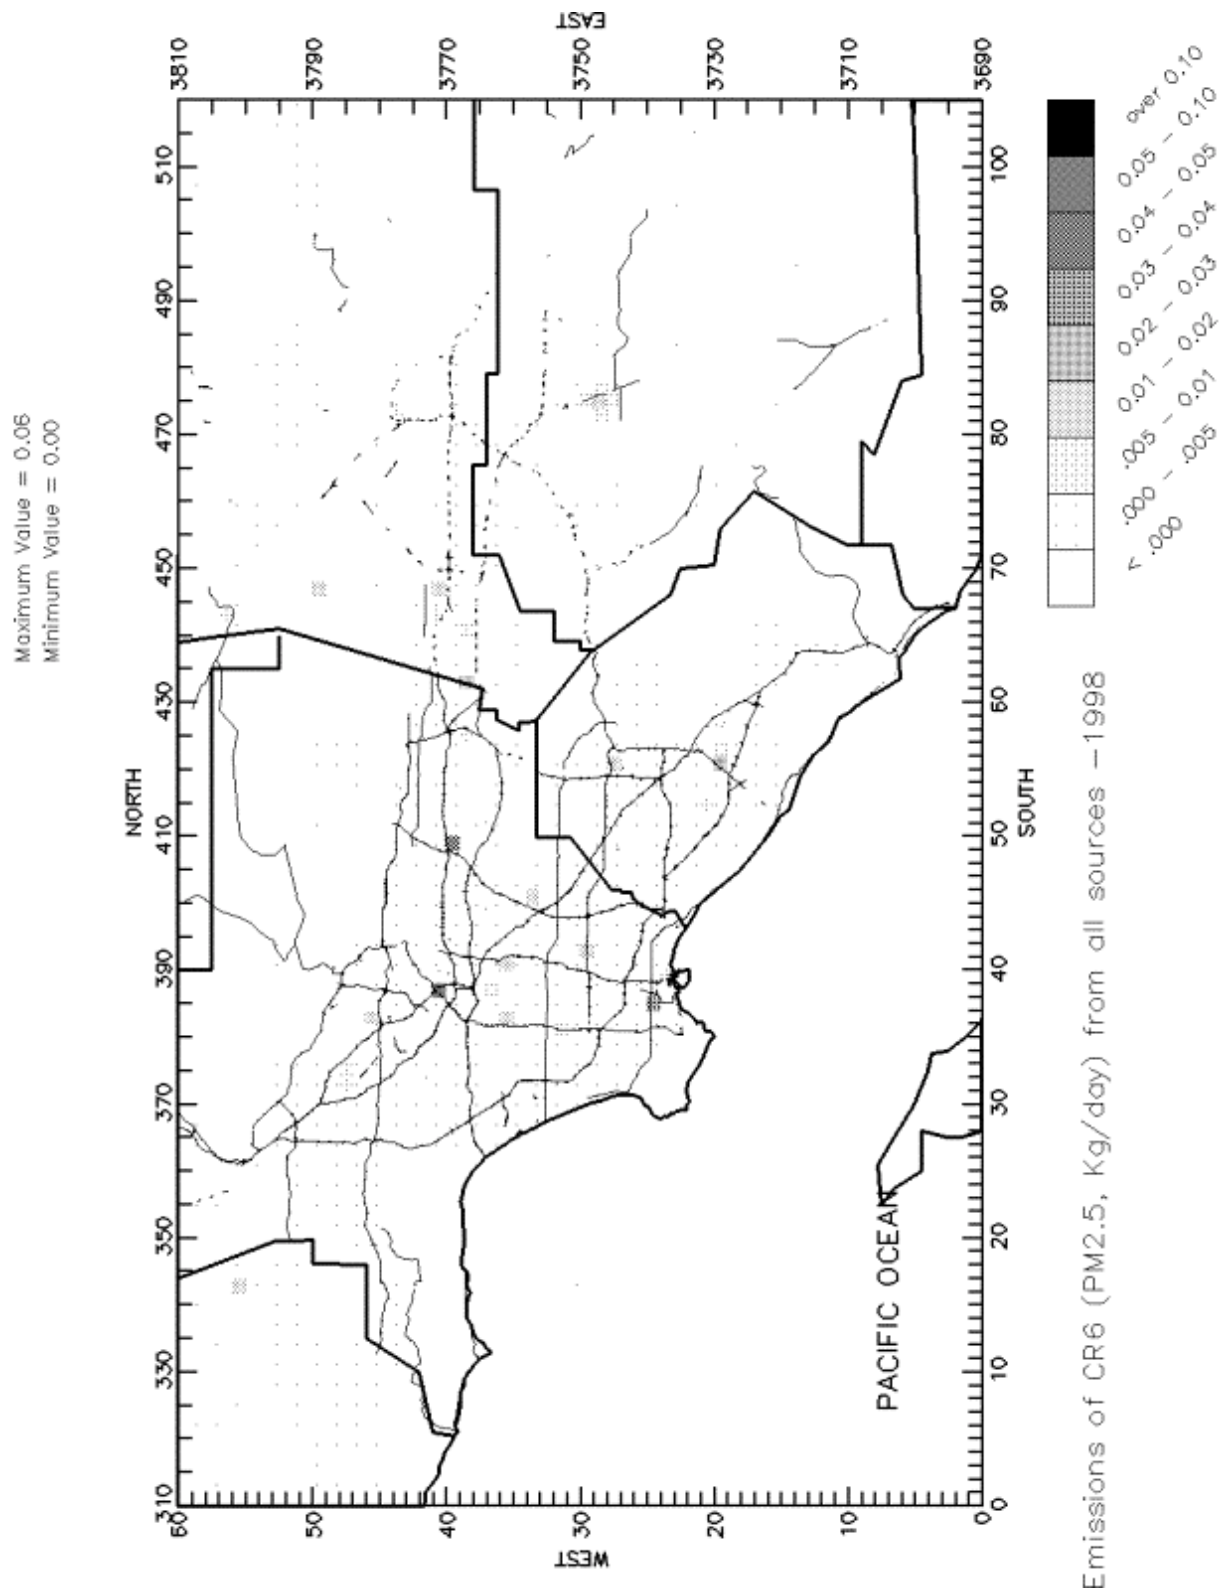 Maximum Value = 0.06
Minimum Value = 0.00
NORTH
310 330 350 370 390 410 430 450 470 490 510
WEST
60
50
40
30
20
10
0
EAST
3810
3790
3770
3750
3730
3710
3690
PACIFIC OCEAN
0 10 20 30 40 50 60 70 80 90 100
SOUTH
< .000
.000 - .005
.005 - 0.01
0.01 - 0.02
0.02 - 0.03
0.03 - 0.04
0.04 - 0.05
0.05 - 0.10
over 0.10
Emissions of CR6 (PM2.5, Kg/day) from all sources -1998